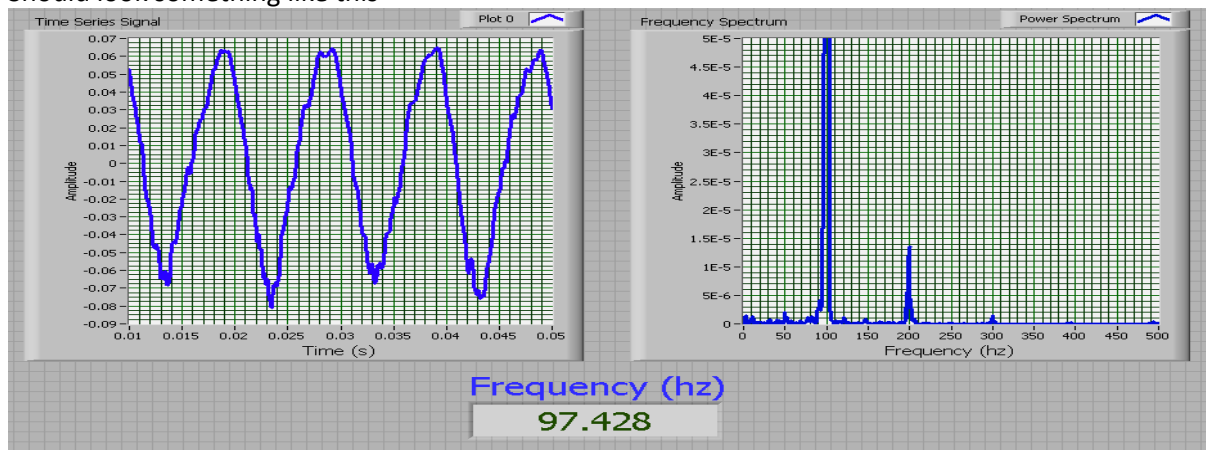 should look something like this
Time Series Signal
Plot 0
Amplitude
0.07
0.06
0.05
0.04
0.03
0.02
0.01
0
-0.01
-0.02
-0.03
-0.04
-0.05
-0.06
-0.07
-0.08
-0.09
0.01 0.015 0.02 0.025 0.03 0.035 0.04 0.045 0.05
Time (s)
Frequency Spectrum
Power Spectrum
Amplitude
5E-5
4.5E-5
4E-5
3.5E-5
3E-5
2.5E-5
2E-5
1.5E-5
1E-5
5E-6
0
0 50 100 150 200 250 300 350 400 450 500
Frequency (hz)
Frequency (hz)
97.428